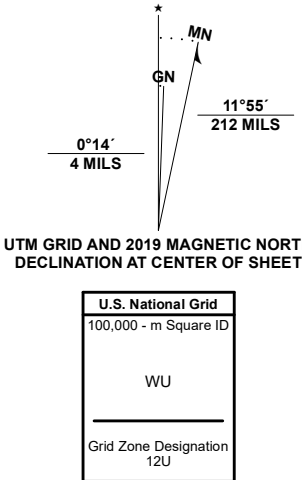 MN
GN
11°55´
212 MILS
0°14´
4 MILS
UTM GRID AND 2019 MAGNETIC NORT
DECLINATION AT CENTER OF SHEET
U.S. National Grid
100,000 - m Square ID
WU
Grid Zone Designation
12U